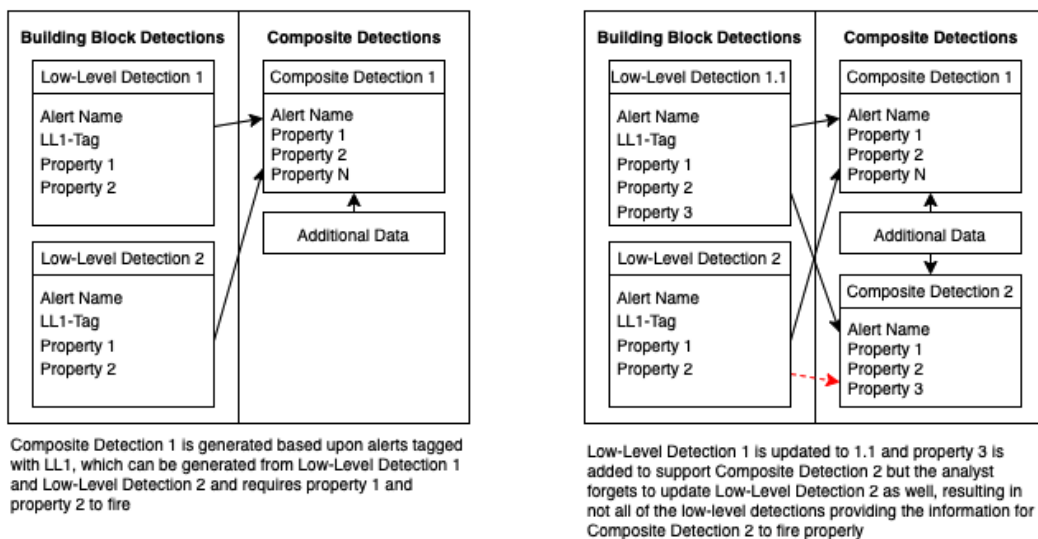 Building Block Detections
Composite Detections
Low-Level Detection 1
Alert Name
LL1-Tag
Property 1
Property 2
Low-Level Detection 2
Alert Name
LL1-Tag
Property 1
Property 2
Composite Detection 1
Alert Name
Property 1
Property 2
Property N
Additional Data
Composite Detection 1 is generated based upon alerts tagged
with LL1, which can be generated from Low-Level Detection 1
and Low-Level Detection 2 and requires property 1 and
property 2 to fire
Building Block Detections
Composite Detections
Low-Level Detection 1.1
Alert Name
LL1-Tag
Property 1
Property 2
Property 3
Low-Level Detection 2
Alert Name
LL1-Tag
Property 1
Property 2
Composite Detection 1
Alert Name
Property 1
Property 2
Property N
Additional Data
Composite Detection 2
Alert Name
Property 1
Property 2
Property 3
Low-Level Detection 1 is updated to 1.1 and property 3 is
added to support Composite Detection 2 but the analyst
forgets to update Low-Level Detection 2 as well, resulting in
not all of the low-level detections providing the information for
Composite Detection 2 to fire properly